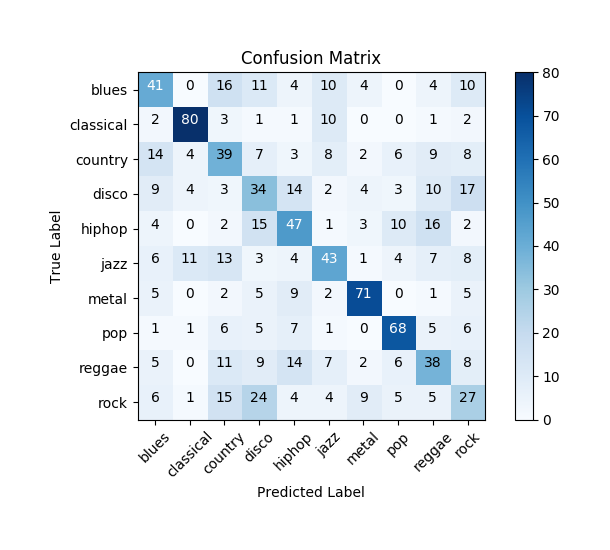 Confusion Matrix
blues 41 0 16 11 4 10 4 0 4 10
classical 2 80 3 1 1 10 0 0 1 2
country 14 4 39 7 3 8 2 6 9 8
disco 9 4 3 34 14 2 4 3 10 17
hiphop 4 0 2 15 47 1 3 10 16 2
jazz 6 11 13 3 4 43 1 4 7 8
metal 5 0 2 5 9 2 71 0 1 5
pop 1 1 6 5 7 1 0 68 5 6
reggae 5 0 11 9 14 7 2 6 38 8
rock 6 1 15 24 4 4 9 5 5 27
blues classical country disco hiphop jazz metal pop reggae rock
True Label
Predicted Label
80
70
60
50
40
30
20
10
0